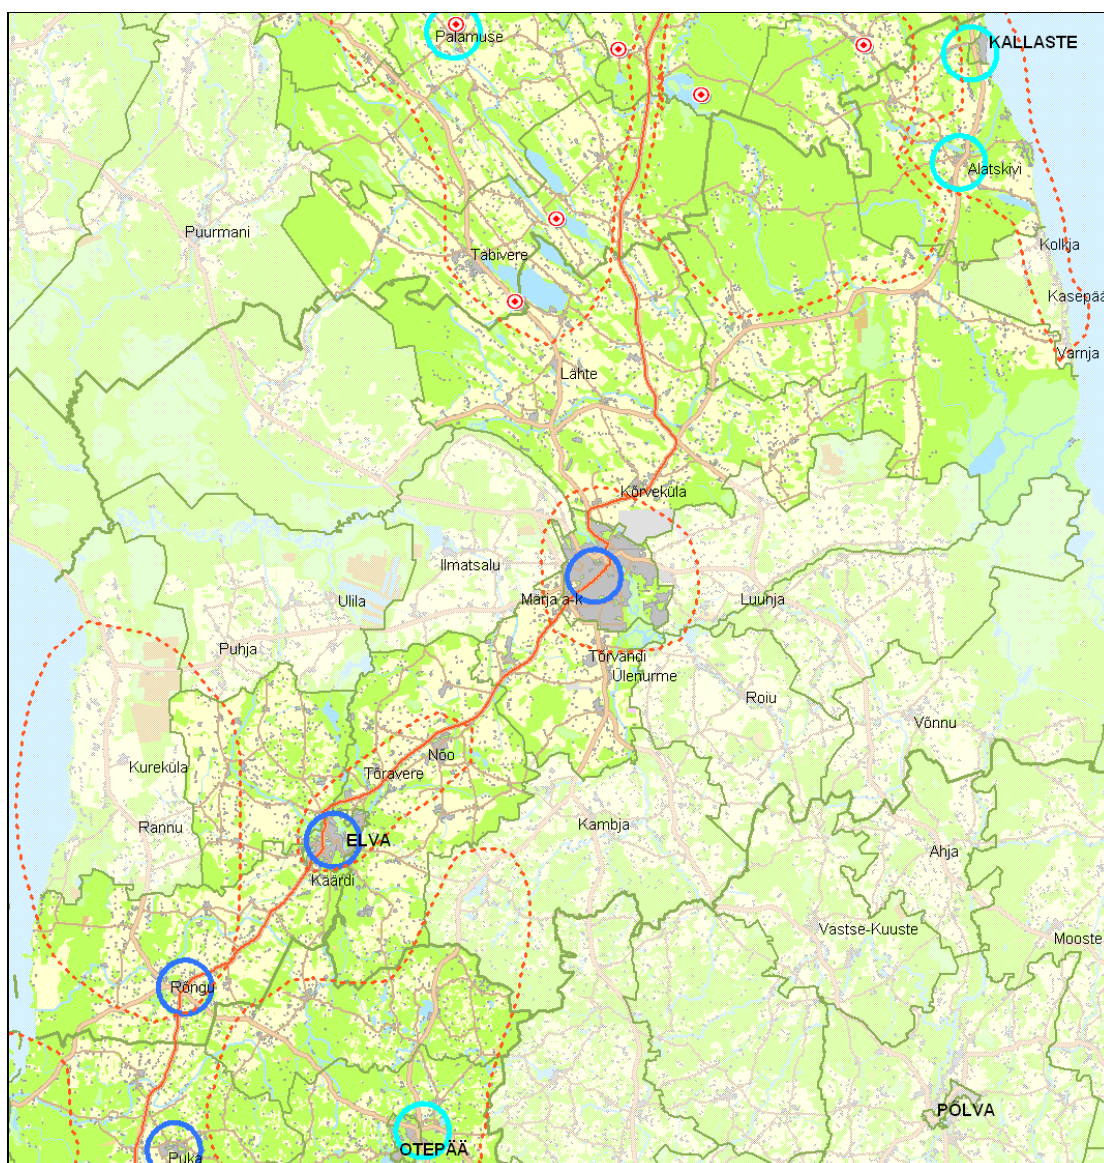 Palamuse
KALLASTE
Alatskivi
Puurmani
Kolkja
Tabivere
Kasepää
Varnja
Lähte
Kõrveküla
Ilmatsalu
Ulila
Märja a-k
Luunja
Puhja
Tõrvandi
Ülenurme
Roiu
Võnnu
Nõo
Kureküla
Tõravere
Rannu
Kambja
ELVA
Ahja
Käärdi
Vastse-Kuuste
Mooste
Rõngu
PÕLVA
OTEPÄÄ
Puka